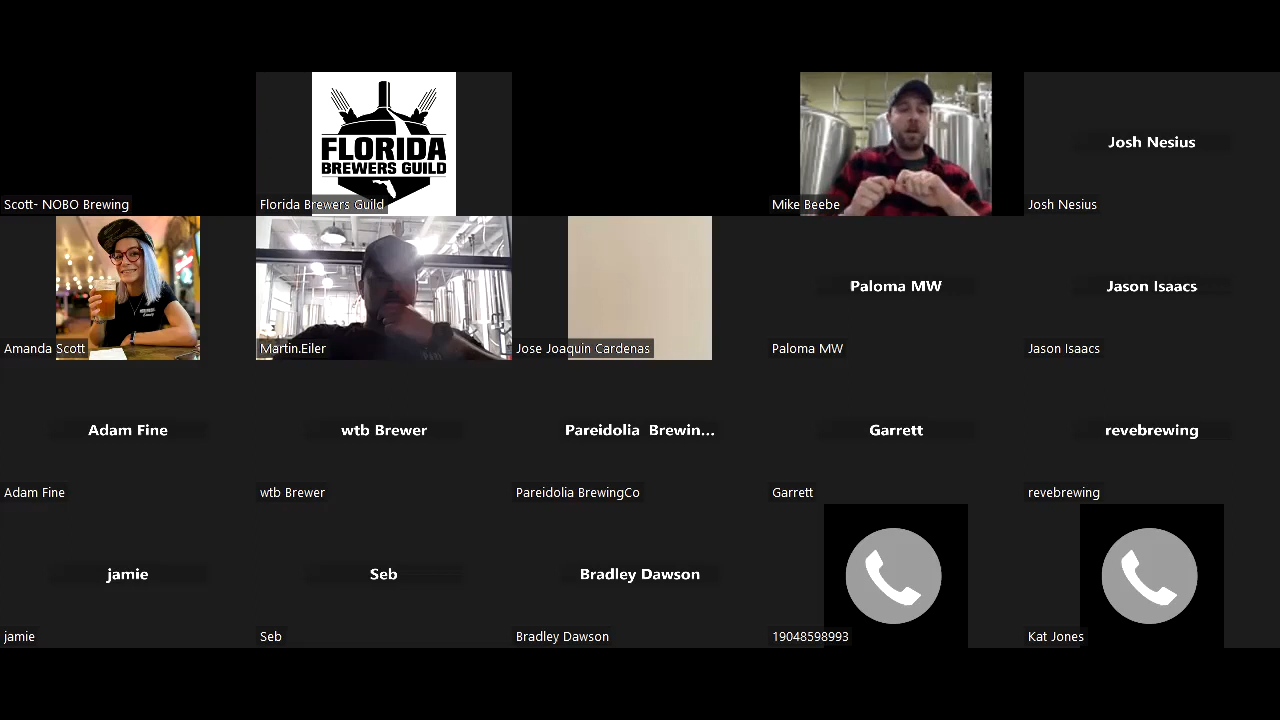 Scott- NOBO Brewing
FLORIDA
BREWERS GUILD
Florida Brewers Guild
Mike Beebe
Josh Nesius
Josh Nesius
Amanda Scott
Martin.Eiler
Jose Joaquin Cardenas
Paloma MW
Paloma MW
Jason Isaacs
Jason Isaacs
Adam Fine
Adam Fine
wtb Brewer
wtb Brewer
Pareidolia Brewin...
Pareidolia BrewingCo
Garrett
Garrett
revebrewing
revebrewing
jamie
jamie
Seb
Seb
Bradley Dawson
Bradley Dawson
19048598993
Kat Jones